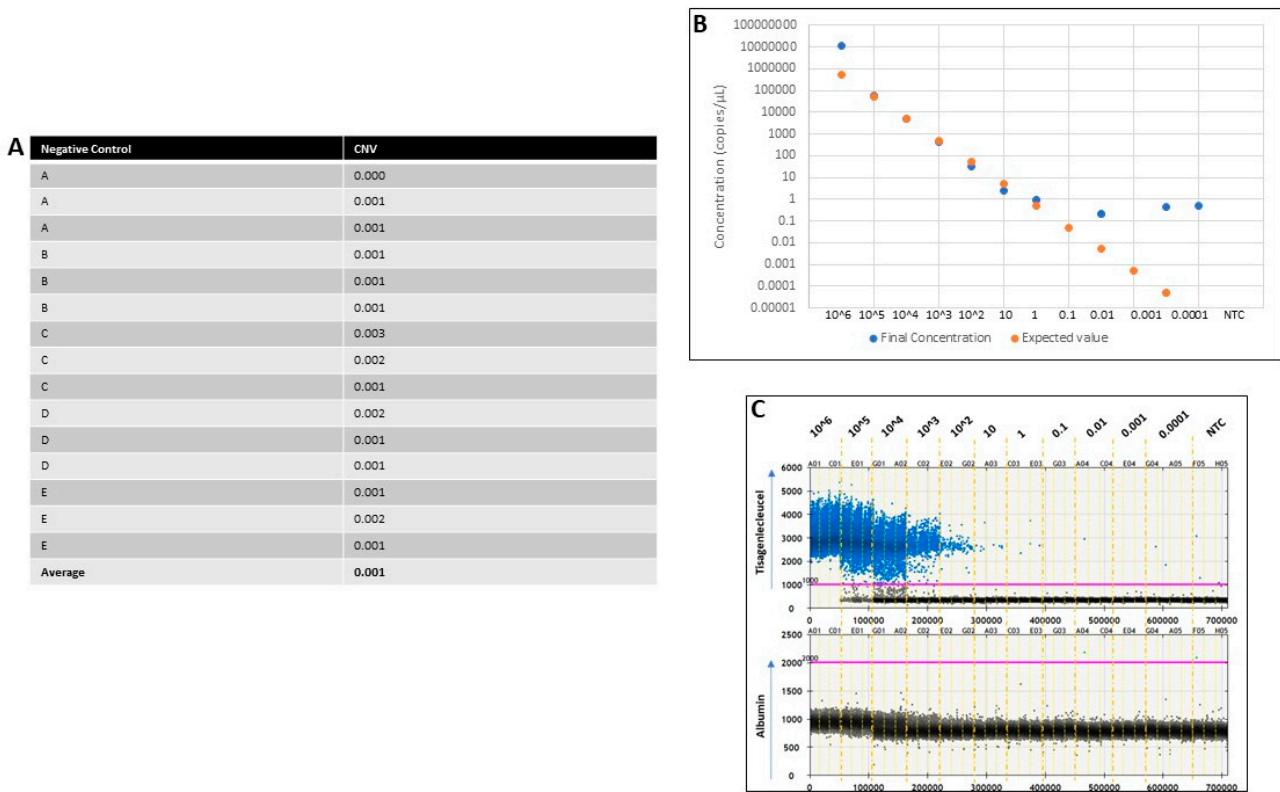 A
Negative Control CNV
A 0.000
A 0.001
A 0.001
B 0.001
B 0.001
B 0.001
C 0.003
C 0.002
C 0.001
D 0.002
D 0.001
D 0.001
E 0.001
E 0.002
E 0.001
Average 0.001
B
Concentration (copies/µL)
100000000
10000000
1000000
100000
10000
1000
100
10
1
0.1
0.01
0.001
0.0001
0.00001
10^6 10^5 10^4 10^3 10^2 10 1 0.1 0.01 0.001 0.0001 NTC
Final Concentration Expected value
C
10^6 10^5 10^4 10^3 10^2 10 1 0.1 0.01 0.001 0.0001 NTC
A01 C01 E01 G01 A02 C02 E02 G02 A03 C03 E03 G03 A04 C04 E04 G04 A05 F05 H05
Tisagenlecleucel
6000
5000
4000
3000
2000
1000
1000
0
0 100000 200000 300000 400000 500000 600000 700000
A01 C01 E01 G01 A02 C02 E02 G02 A03 C03 E03 G03 A04 C04 E04 G04 A05 F05 H05
Albumin
2500
2000
2000
1500
1000
500
0
0 100000 200000 300000 400000 500000 600000 700000